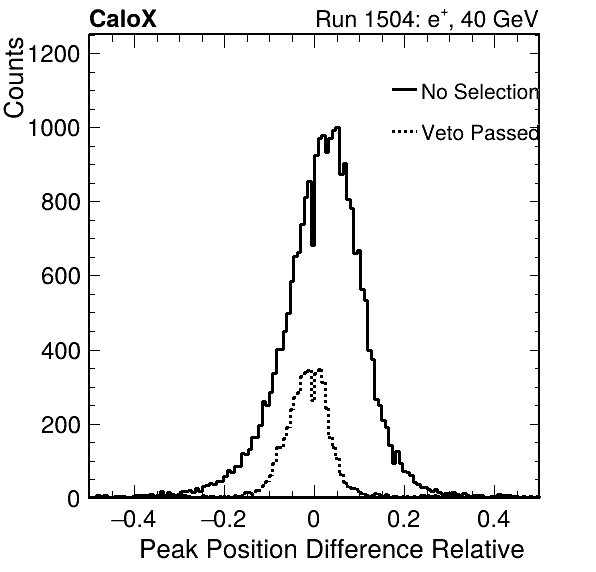 CaloX Run 1504: e⁺, 40 GeV
Counts
1200
1000
800
600
400
200
0
No Selection
Veto Passed
−0.4 −0.2 0 0.2 0.4
Peak Position Difference Relative